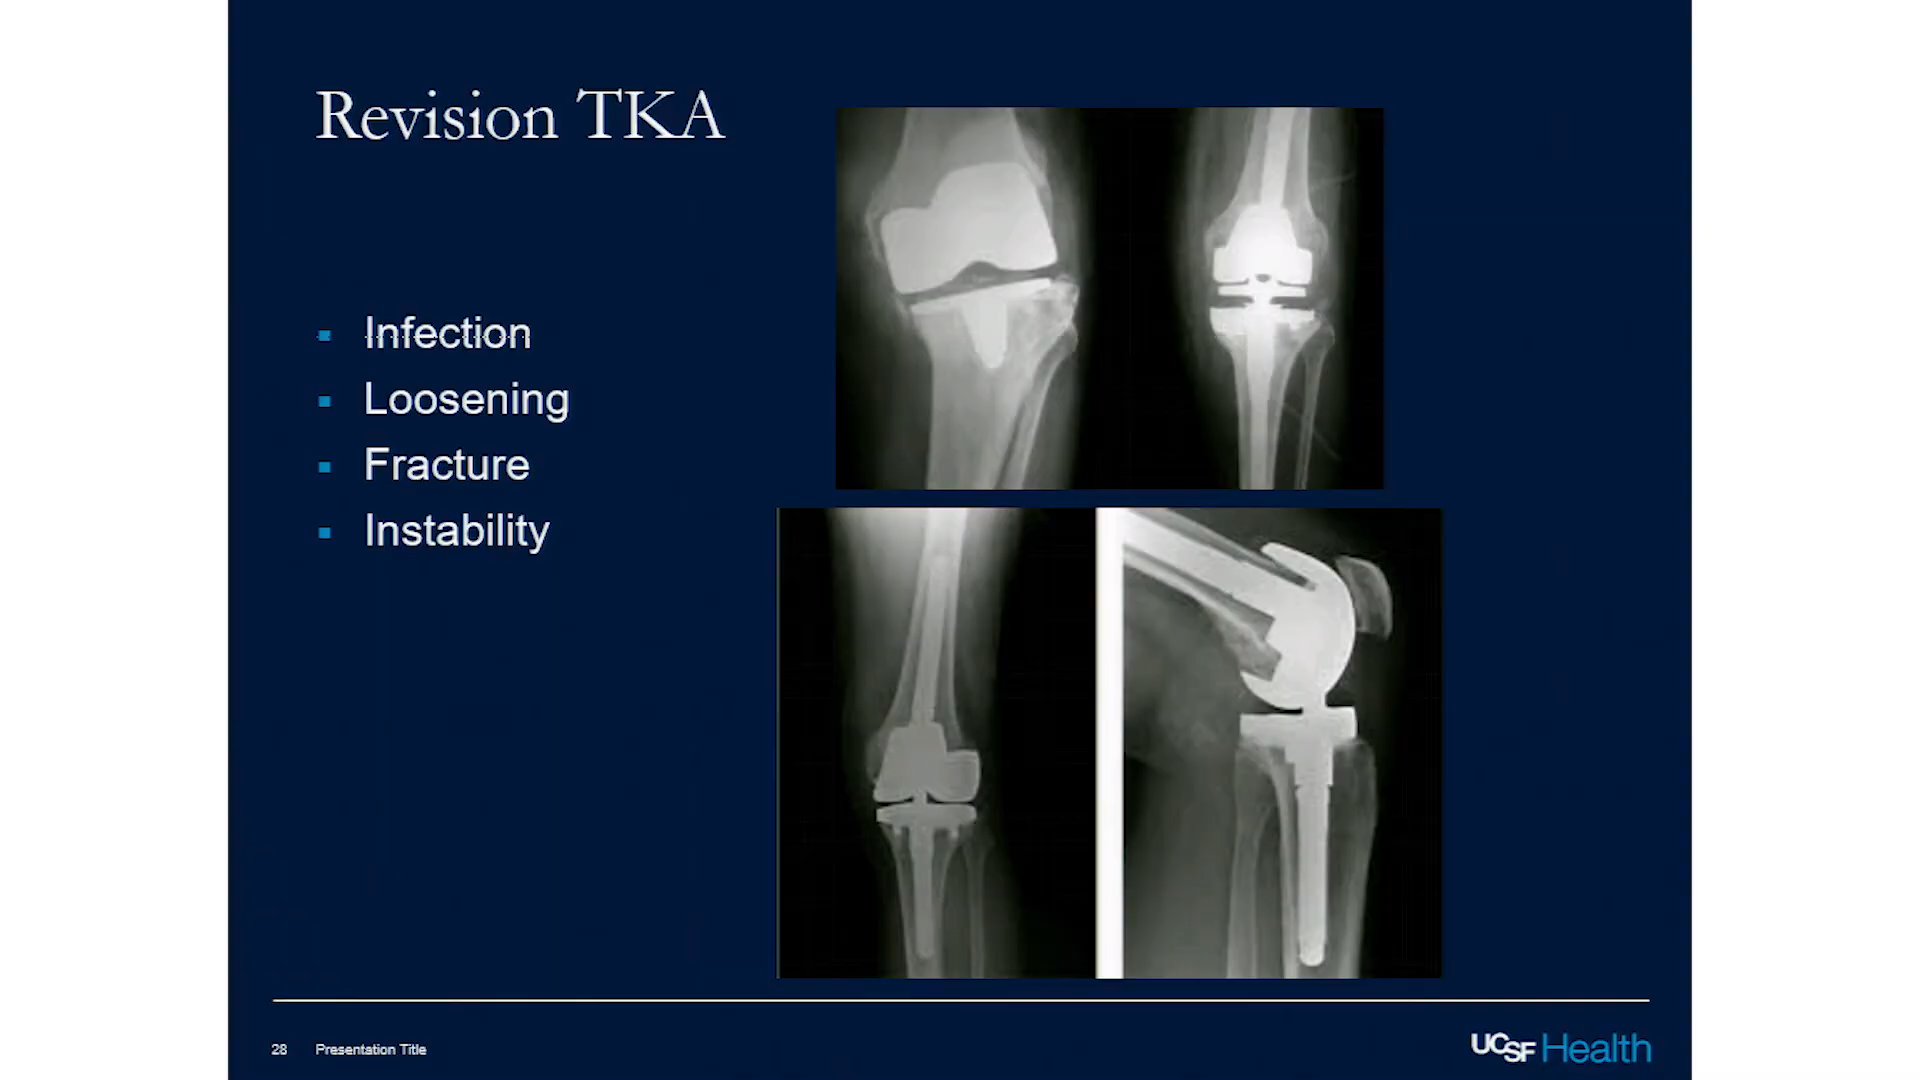 Revision TKA
Infection
Loosening
Fracture
Instability
28 Presentation Title
UCSF Health